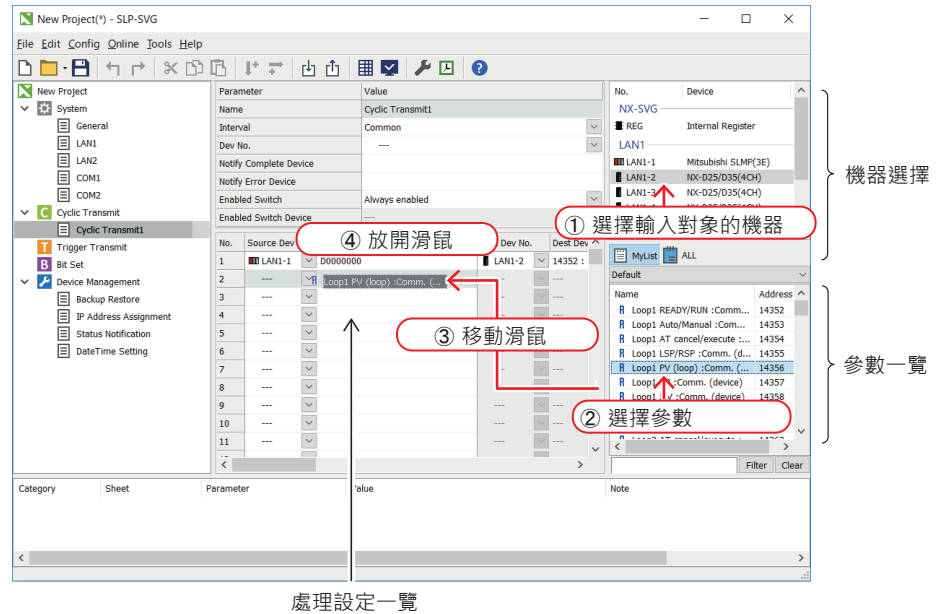 New Project(*) - SLP-SVG
File Edit Config Online Tools Help
New Project
System
General
LAN1
LAN2
COM1
COM2
Cyclic Transmit
Cyclic Transmit1
Trigger Transmit
Bit Set
Device Management
Backup Restore
IP Address Assignment
Status Notification
DateTime Setting
Parameter Value
Name Cyclic Transmit1
Interval Common
Dev No. ---
Notify Complete Device
Notify Error Device
Enabled Switch Always enabled
Enabled Switch Device ---
No. Source Dev Dev No. Dest Dev
1 LAN1-1 D0000000 LAN1-2 14352 :
2 --- R Loop1 PV (loop) :Comm. (... - ---
3 --- - ---
4 --- - ---
5 ---
6 --- - ---
7 --- - ---
8 --- ---
9 --- --- ---
10 --- --- ---
11 --- --- ---
No. Device
NX-SVG
REG Internal Register
LAN1
LAN1-1 Mitsubishi SLMP(3E)
LAN1-2 NX-D25/D35(4CH)
LAN1-3 NX-D25/D35(4CH)
MyList ALL
Default
Name Address
R Loop1 READY/RUN :Comm... 14352
R Loop1 Auto/Manual :Com... 14353
R Loop1 AT cancel/execute :... 14354
R Loop1 LSP/RSP :Comm. (d... 14355
R Loop1 PV (loop) :Comm. (... 14356
R Loop1 :Comm. (device) 14357
R Loop1 :Comm. (device) 14358
Filter Clear
Category Sheet Parameter Value Note
① 選擇輸入對象的機器
② 選擇參數
③ 移動滑鼠
④ 放開滑鼠
機器選擇
參數一覽
處理設定一覽